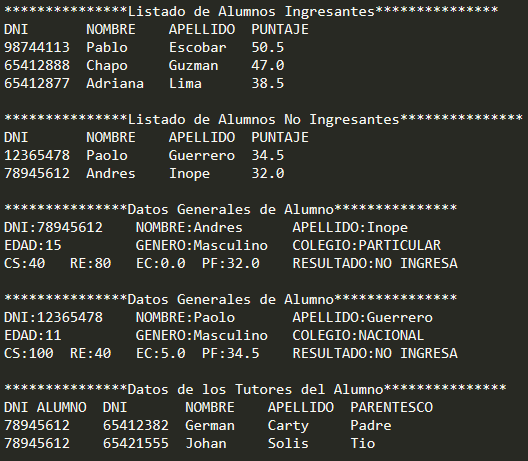 ***************Listado de Alumnos Ingresantes***************
DNI       NOMBRE    APELLIDO  PUNTAJE
98744113  Pablo     Escobar   50.5
65412888  Chapo     Guzman    47.0
65412877  Adriana   Lima      38.5

***************Listado de Alumnos No Ingresantes***************
DNI       NOMBRE    APELLIDO  PUNTAJE
12365478  Paolo     Guerrero  34.5
78945612  Andres    Inope     32.0

***************Datos Generales de Alumno***************
DNI:78945612    NOMBRE:Andres      APELLIDO:Inope
EDAD:15         GENERO:Masculino   COLEGIO:PARTICULAR
CS:40   RE:80   EC:0.0  PF:32.0    RESULTADO:NO INGRESA

***************Datos Generales de Alumno***************
DNI:12365478    NOMBRE:Paolo       APELLIDO:Guerrero
EDAD:11         GENERO:Masculino   COLEGIO:NACIONAL
CS:100  RE:40   EC:5.0  PF:34.5    RESULTADO:NO INGRESA

***************Datos de los Tutores del Alumno***************
DNI ALUMNO  DNI       NOMBRE    APELLIDO  PARENTESCO
78945612    65412382  German    Carty     Padre
78945612    65421555  Johan     Solis     Tio